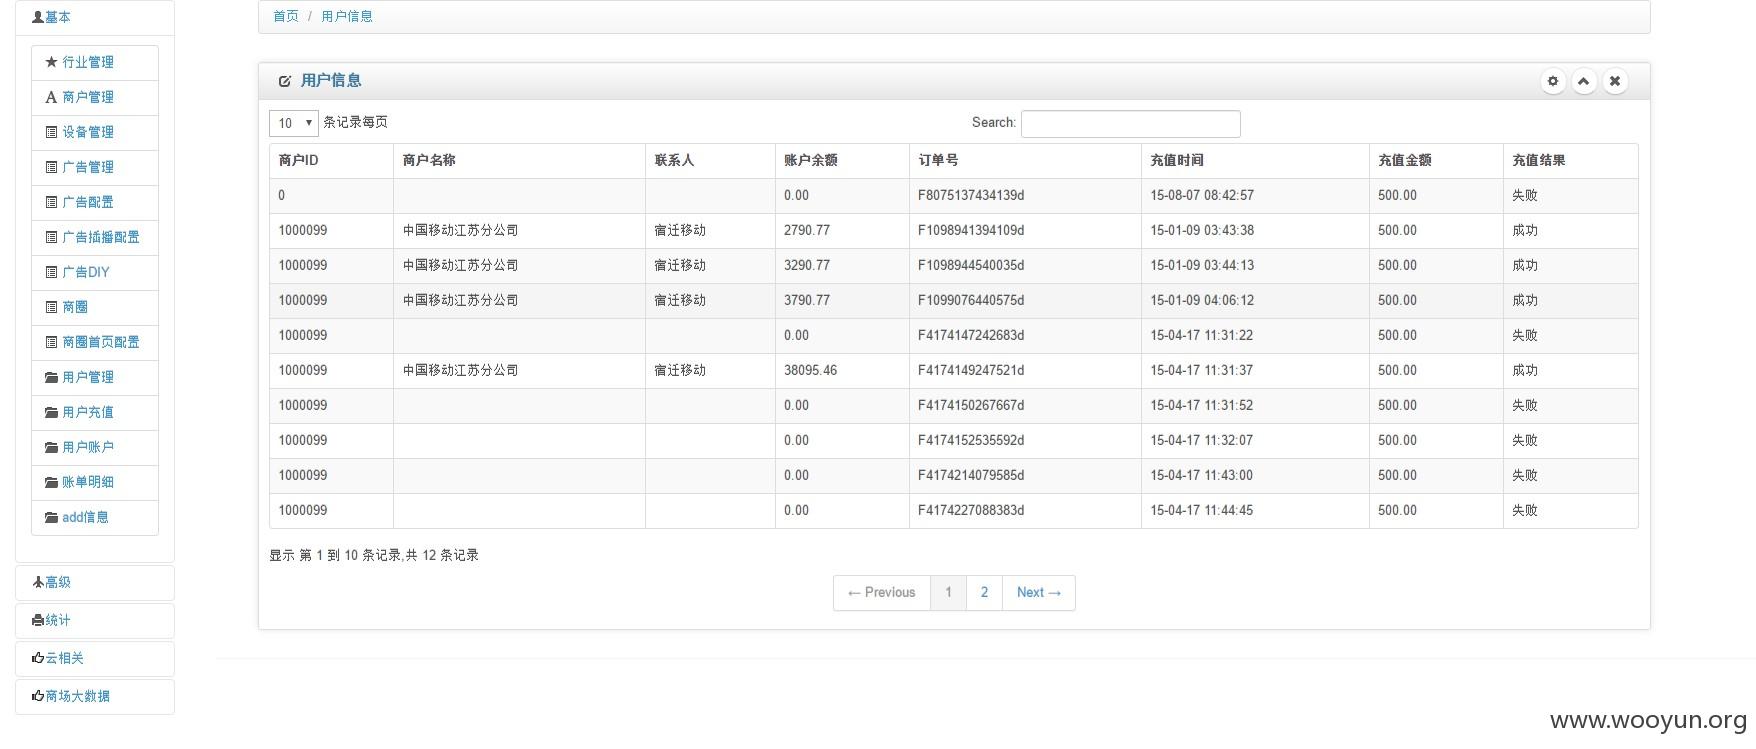 基本
行业管理
商户管理
设备管理
广告管理
广告配置
广告插播配置
广告DIY
商圈
商圈首页配置
用户管理
用户充值
用户账户
账单明细
add信息
高级
统计
云相关
商场大数据
首页 / 用户信息
用户信息
10 条记录每页 Search:
商户ID 商户名称 联系人 账户余额 订单号 充值时间 充值金额 充值结果
0 0.00 F8075137434139d 15-08-07 08:42:57 500.00 失败
1000099 中国移动江苏分公司 宿迁移动 2790.77 F1098941394109d 15-01-09 03:43:38 500.00 成功
1000099 中国移动江苏分公司 宿迁移动 3290.77 F1098944540035d 15-01-09 03:44:13 500.00 成功
1000099 中国移动江苏分公司 宿迁移动 3790.77 F1099076440575d 15-01-09 04:06:12 500.00 成功
1000099 0.00 F4174147242683d 15-04-17 11:31:22 500.00 失败
1000099 中国移动江苏分公司 宿迁移动 38095.46 F4174149247521d 15-04-17 11:31:37 500.00 成功
1000099 0.00 F4174150267667d 15-04-17 11:31:52 500.00 失败
1000099 0.00 F4174152535592d 15-04-17 11:32:07 500.00 失败
1000099 0.00 F4174214079585d 15-04-17 11:43:00 500.00 失败
1000099 0.00 F4174227088383d 15-04-17 11:44:45 500.00 失败
显示 第 1 到 10 条记录,共 12 条记录
← Previous 1 2 Next →
www.wooyun.org